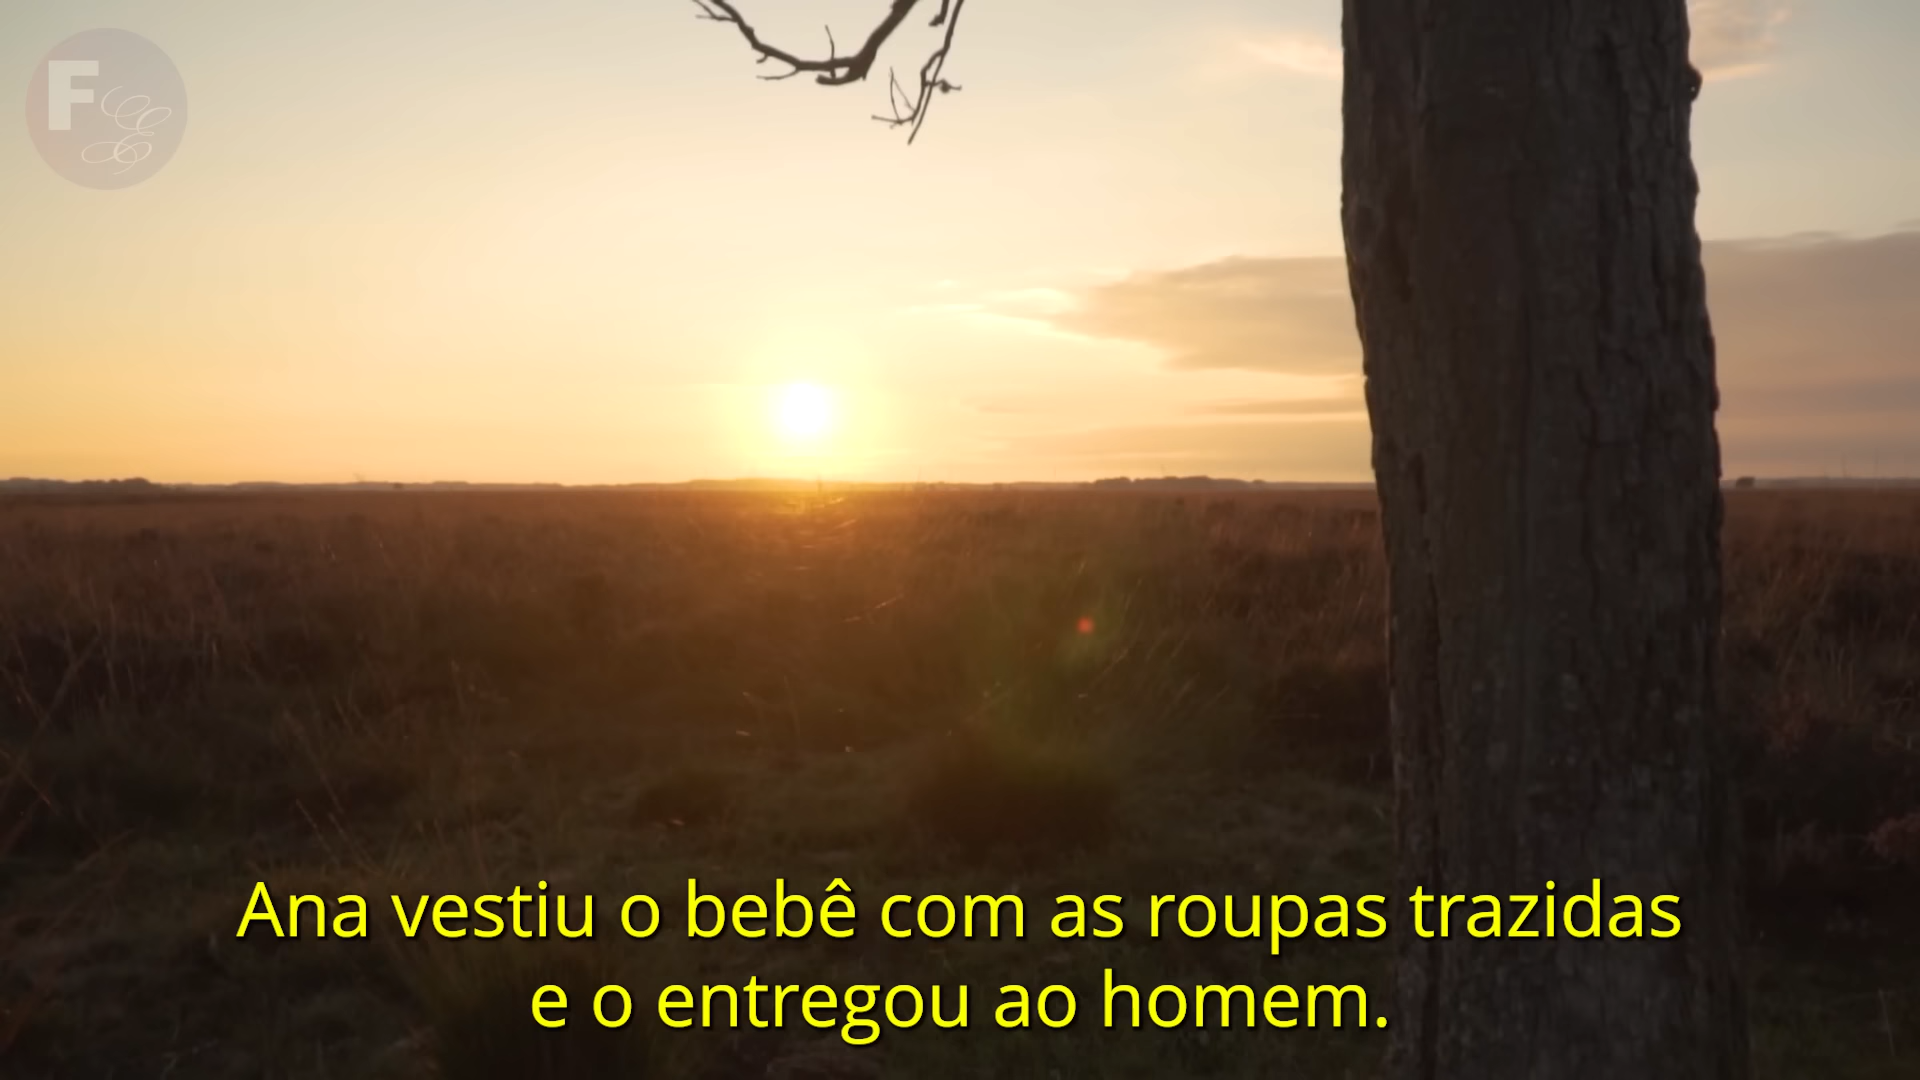 F
Ana vestiu o bebê com as roupas trazidas
e o entregou ao homem.